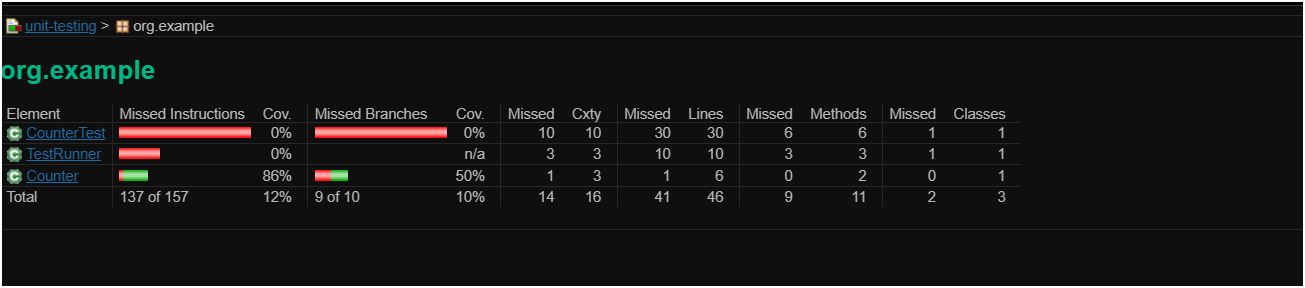 unit-testing > org.example
org.example
Element Missed Instructions Cov. Missed Branches Cov. Missed Cxty Missed Lines Missed Methods Missed Classes
CounterTest 0% 0% 10 10 30 30 6 6 1 1
TestRunner 0% n/a 3 3 10 10 3 3 1 1
Counter 86% 50% 1 3 1 6 0 2 0 1
Total 137 of 157 12% 9 of 10 10% 14 16 41 46 9 11 2 3